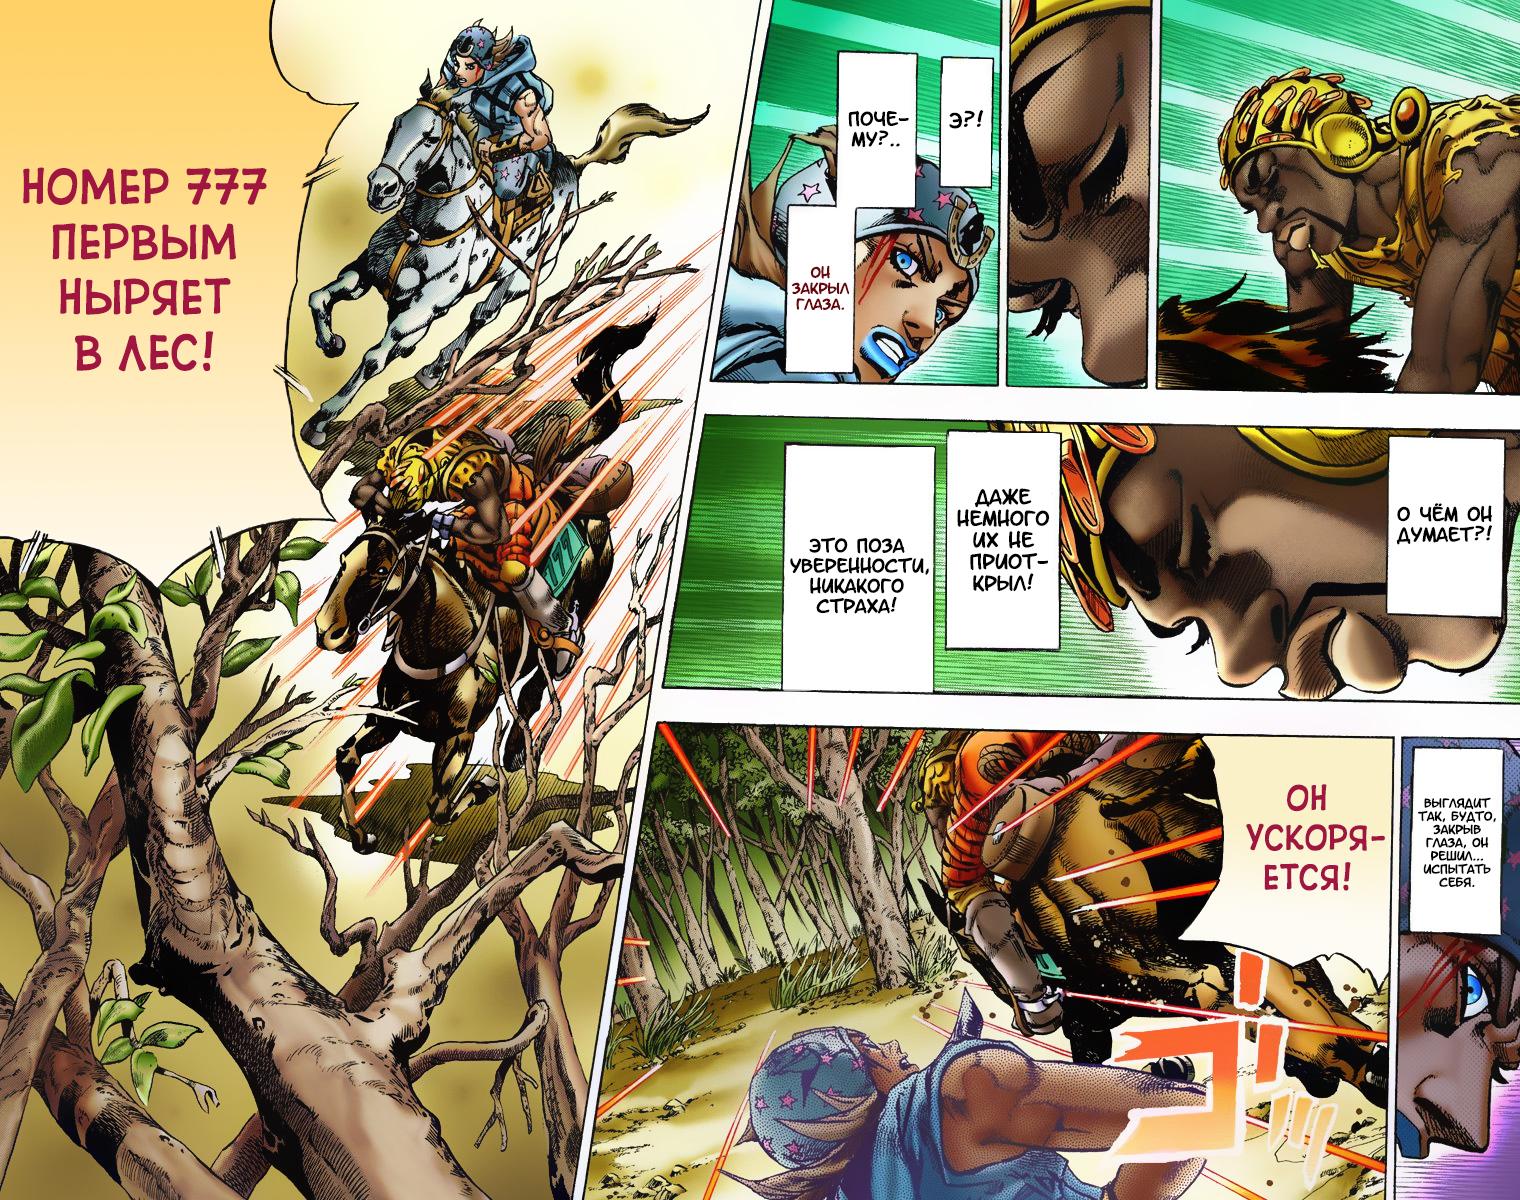 Э?!
ПОЧЕ-
МУ?..
ОН
ЗАКРЫЛ
ГЛАЗА.
О ЧЁМ ОН
ДУМАЕТ?!
ДАЖЕ
НЕМНОГО
ИХ НЕ
ПРИОТ-
КРЫЛ!
ЭТО ПОЗА
УВЕРЕННОСТИ,
НИКАКОГО
СТРАХА!
ВЫГЛЯДИТ
ТАК, БУДТО,
ЗАКРЫВ
ГЛАЗА, ОН
РЕШИЛ...
ИСПЫТАТЬ
СЕБЯ.
ОН
УСКОРЯ-
ЕТСЯ!
ゴ
НОМЕР 777
ПЕРВЫМ
НЫРЯЕТ
В ЛЕС!
777